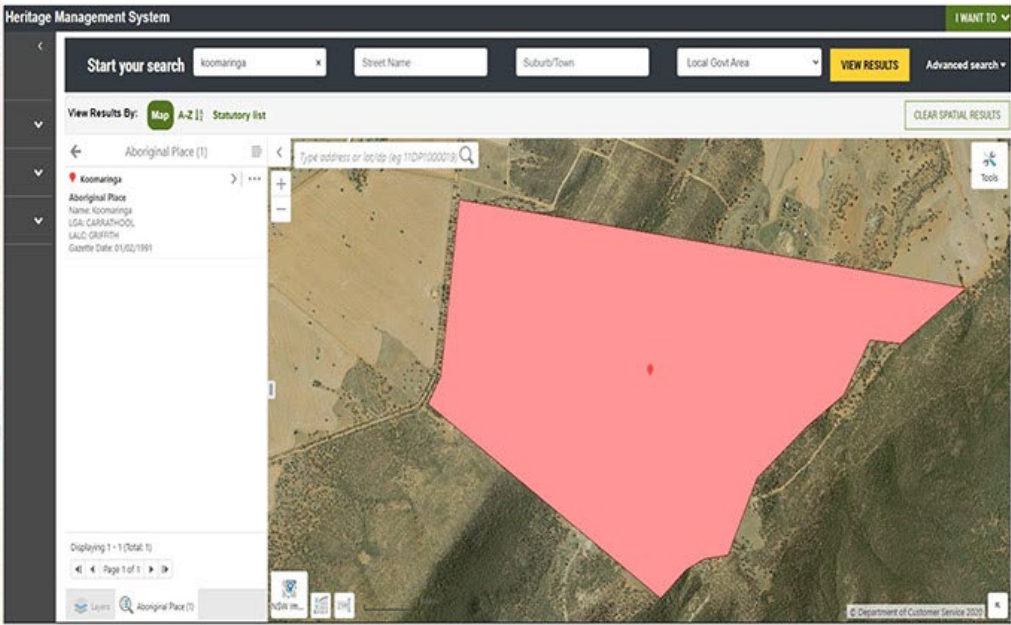 Heritage Management System
I WANT TO
Start your search
koomaringa
×
Street Name
Suburb/Town
Local Govt Area
VIEW RESULTS
Advanced search
View Results By:
Map
A-Z
Statutory list
CLEAR SPATIAL RESULTS
Aboriginal Place (1)
Type address or lot/dp (eg 11DP1000019)
Tools
Koomaringa
Aboriginal Place
Name: Koomaringa
LGA: CARRATHOOL
LALC: GRIFFITH
Gazette Date: 01/02/1991
Displaying 1 - 1 (Total: 1)
Page 1 of 1
Layers
Aboriginal Place (1)
NSW Im...
© Department of Customer Service 2020